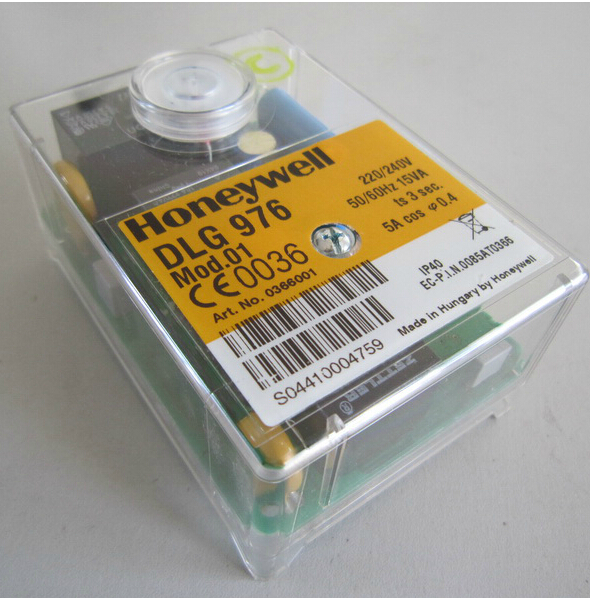 Honeywell
DLG 976
Mod.01
CE0036
Art. No. 0366001
220/240V
50/60Hz 15VA
ts 3 sec.
5A cos φ 0.4
IP40
EC-P.I.N.0085AT0366
Made in Hungary by Honeywell
S04410004759
ZETTLER